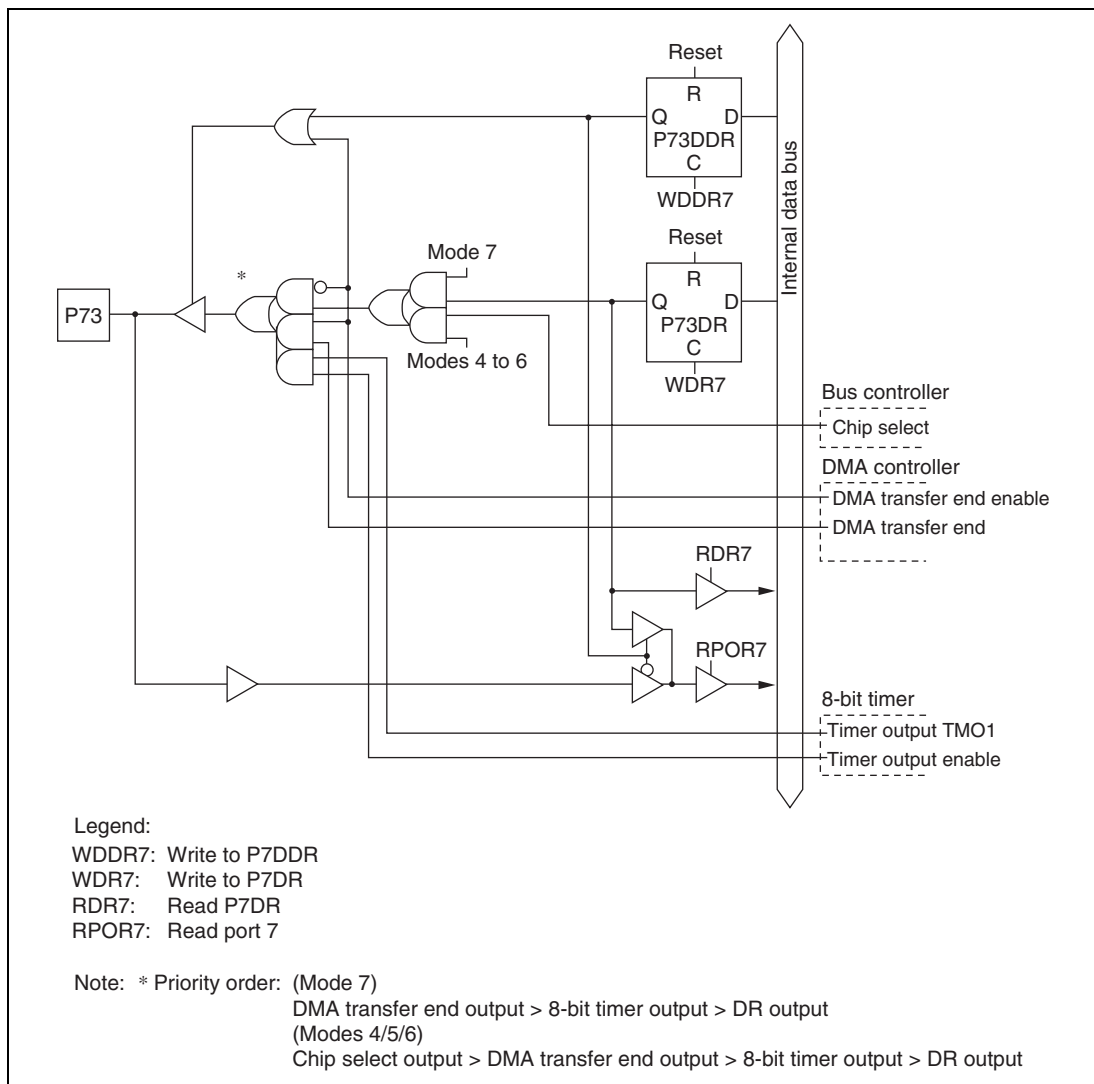 Reset
R
Q D
P73DDR
C
WDDR7
Reset
R
Q D
P73DR
C
WDR7
Internal data bus
Mode 7
*
P73
Modes 4 to 6
Bus controller
Chip select
DMA controller
DMA transfer end enable
DMA transfer end
RDR7
RPOR7
8-bit timer
Timer output TMO1
Timer output enable
Legend:
WDDR7: Write to P7DDR
WDR7: Write to P7DR
RDR7: Read P7DR
RPOR7: Read port 7
Note: * Priority order: (Mode 7)
DMA transfer end output > 8-bit timer output > DR output
(Modes 4/5/6)
Chip select output > DMA transfer end output > 8-bit timer output > DR output